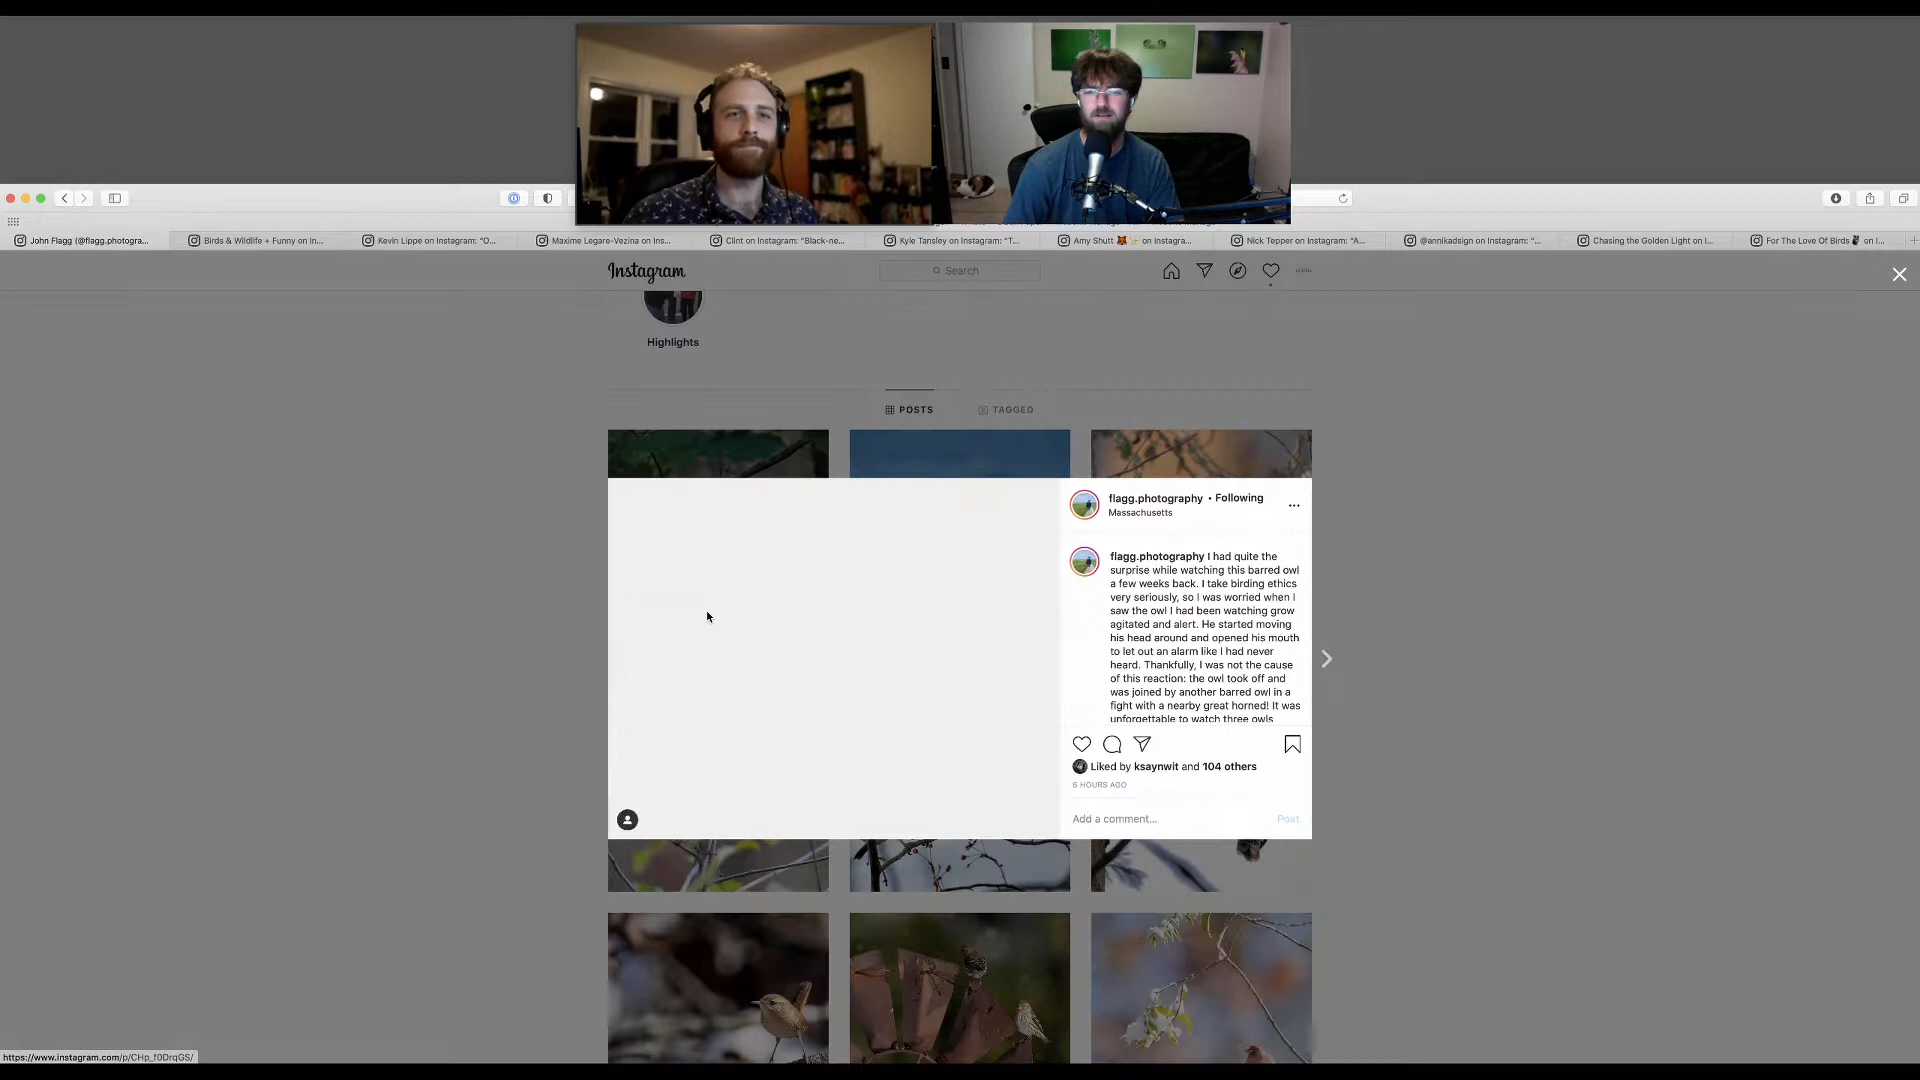 John Flagg (@flagg.photogra...
Birds & Wildlife + Funny on In...
Kevin Lippe on Instagram: “O...
Maxime Legare-Vezina on Ins...
Clint on Instagram: “Black-ne...
Kyle Tansley on Instagram: “T...
Amy Shutt 🦊✨ on Instagra...
Nick Tepper on Instagram: “A...
@annikadsign on Instagram: “...
Chasing the Golden Light on I...
For The Love Of Birds 🦉 on I...
Instagram
Search
Highlights
POSTS
TAGGED
flagg.photography • Following
Massachusetts
flagg.photography I had quite the
surprise while watching this barred owl
a few weeks back. I take birding ethics
very seriously, so I was worried when I
saw the owl I had been watching grow
agitated and alert. He started moving
his head around and opened his mouth
to let out an alarm like I had never
heard. Thankfully, I was not the cause
of this reaction: the owl took off and
was joined by another barred owl in a
fight with a nearby great horned! It was
unforgettable to watch three owls
Liked by ksaynwit and 104 others
6 HOURS AGO
Add a comment...
Post
https://www.instagram.com/p/CHp_f0DrqGS/